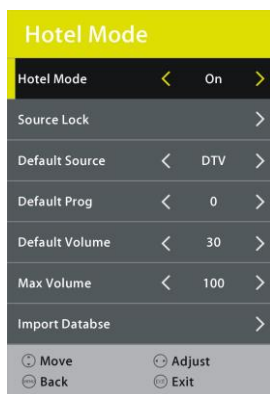 Hotel Mode
Hotel Mode On
Source Lock
Default Source DTV
Default Prog 0
Default Volume 30
Max Volume 100
Import Databse
Move Adjust
Back Exit